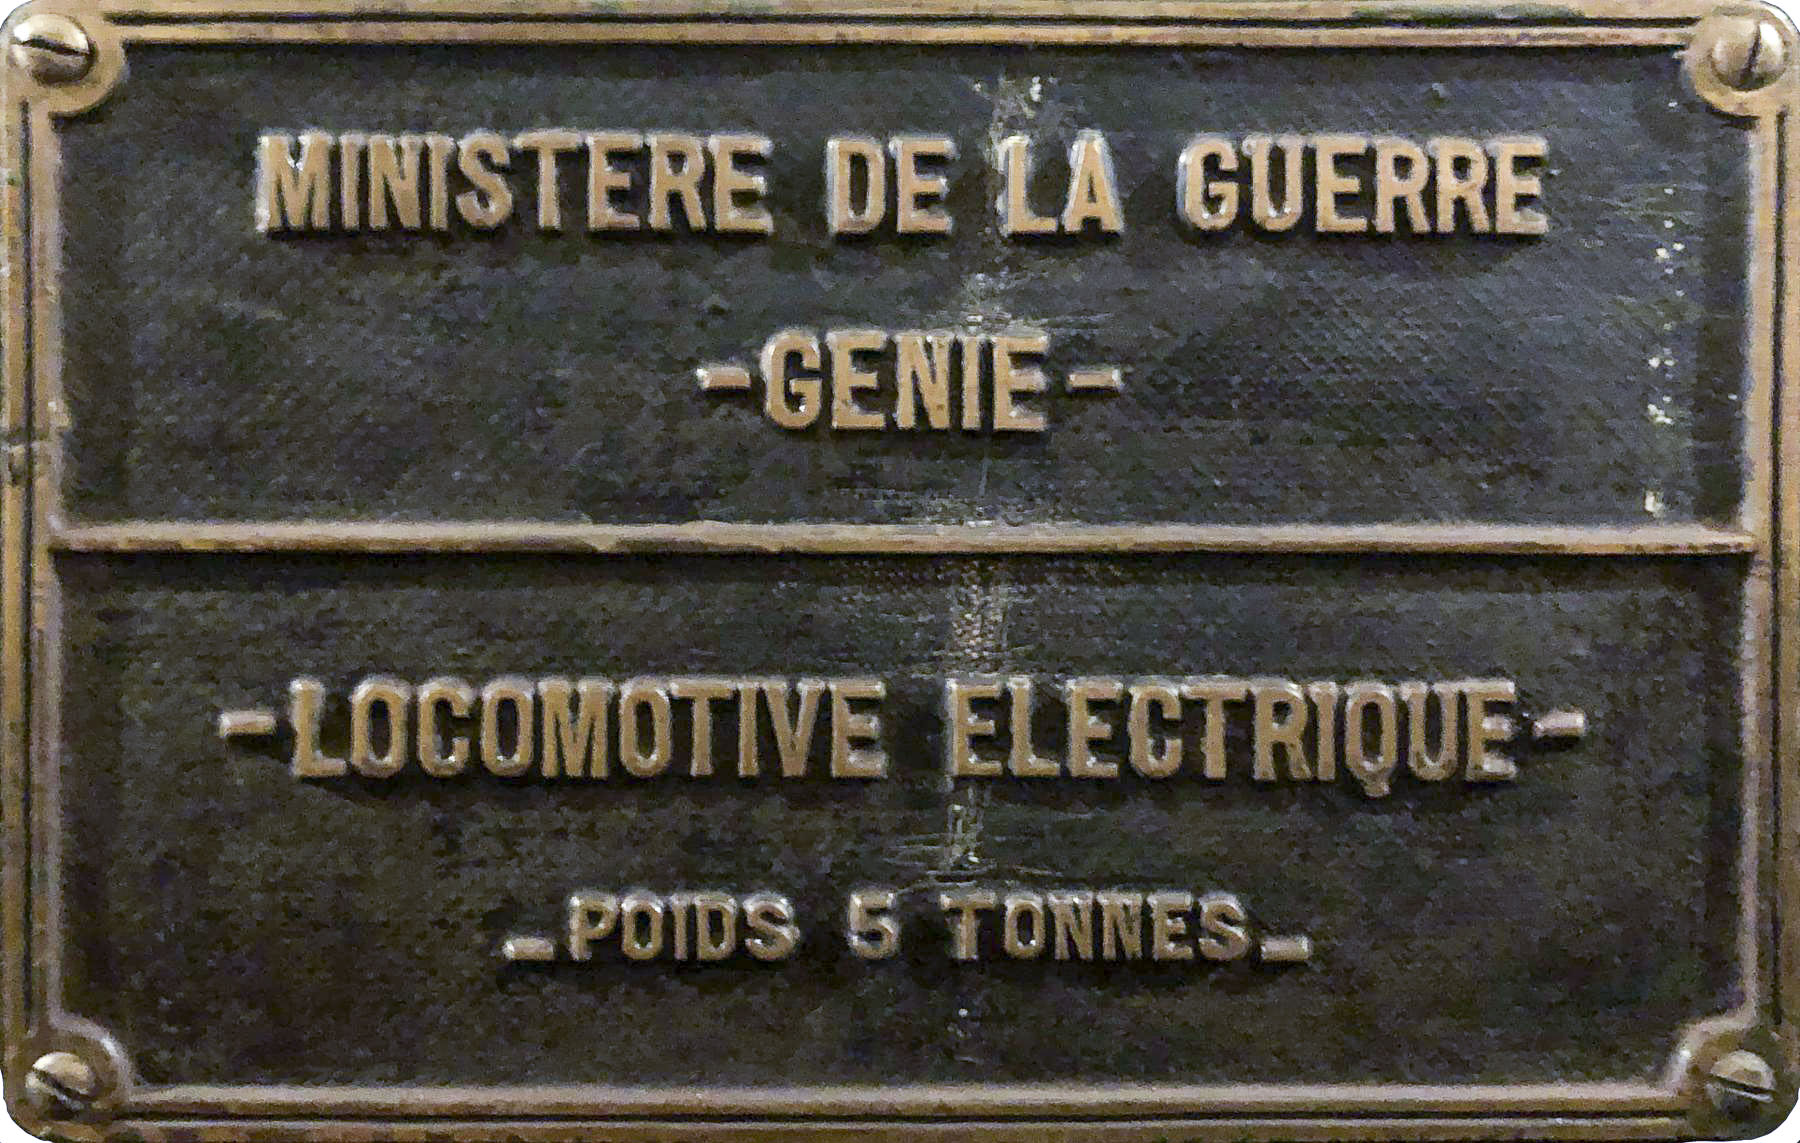 MINISTERE DE LA GUERRE
-GENIE-
-LOCOMOTIVE ELECTRIQUE-
_POIDS 5 TONNES_